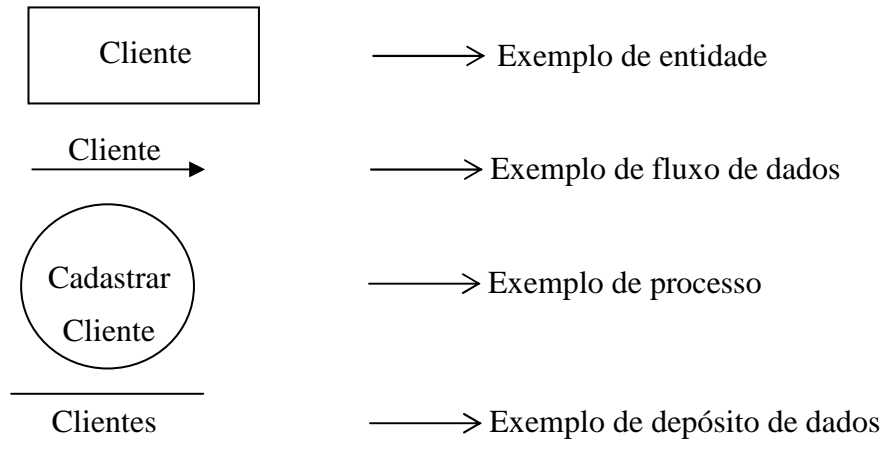 Cliente
Exemplo de entidade
Cliente
Exemplo de fluxo de dados
Cadastrar
Cliente
Exemplo de processo
Clientes
Exemplo de depósito de dados